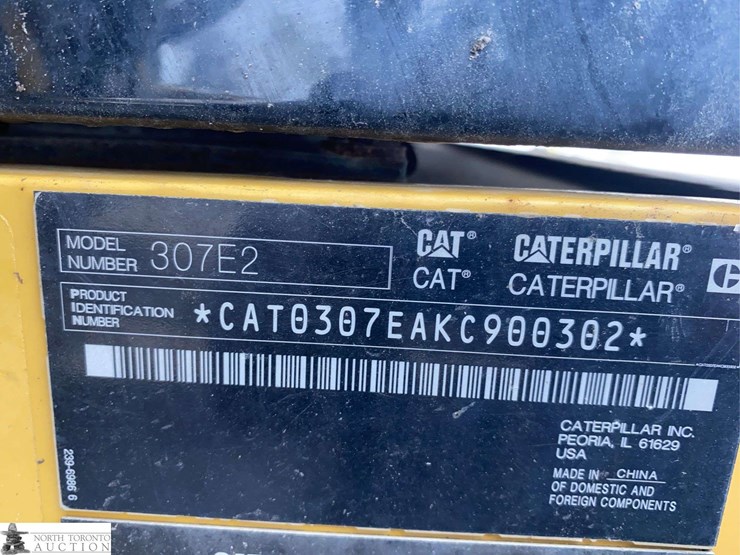 MODEL NUMBER 307E2
CAT® CATERPILLAR®
CAT® CATERPILLAR®
PRODUCT IDENTIFICATION NUMBER *CAT0307EAKC900302*
CATERPILLAR INC.
PEORIA, IL 61629
USA
MADE IN CHINA
OF DOMESTIC AND
FOREIGN COMPONENTS
239-6986 6
NORTH TORONTO
AUCTION